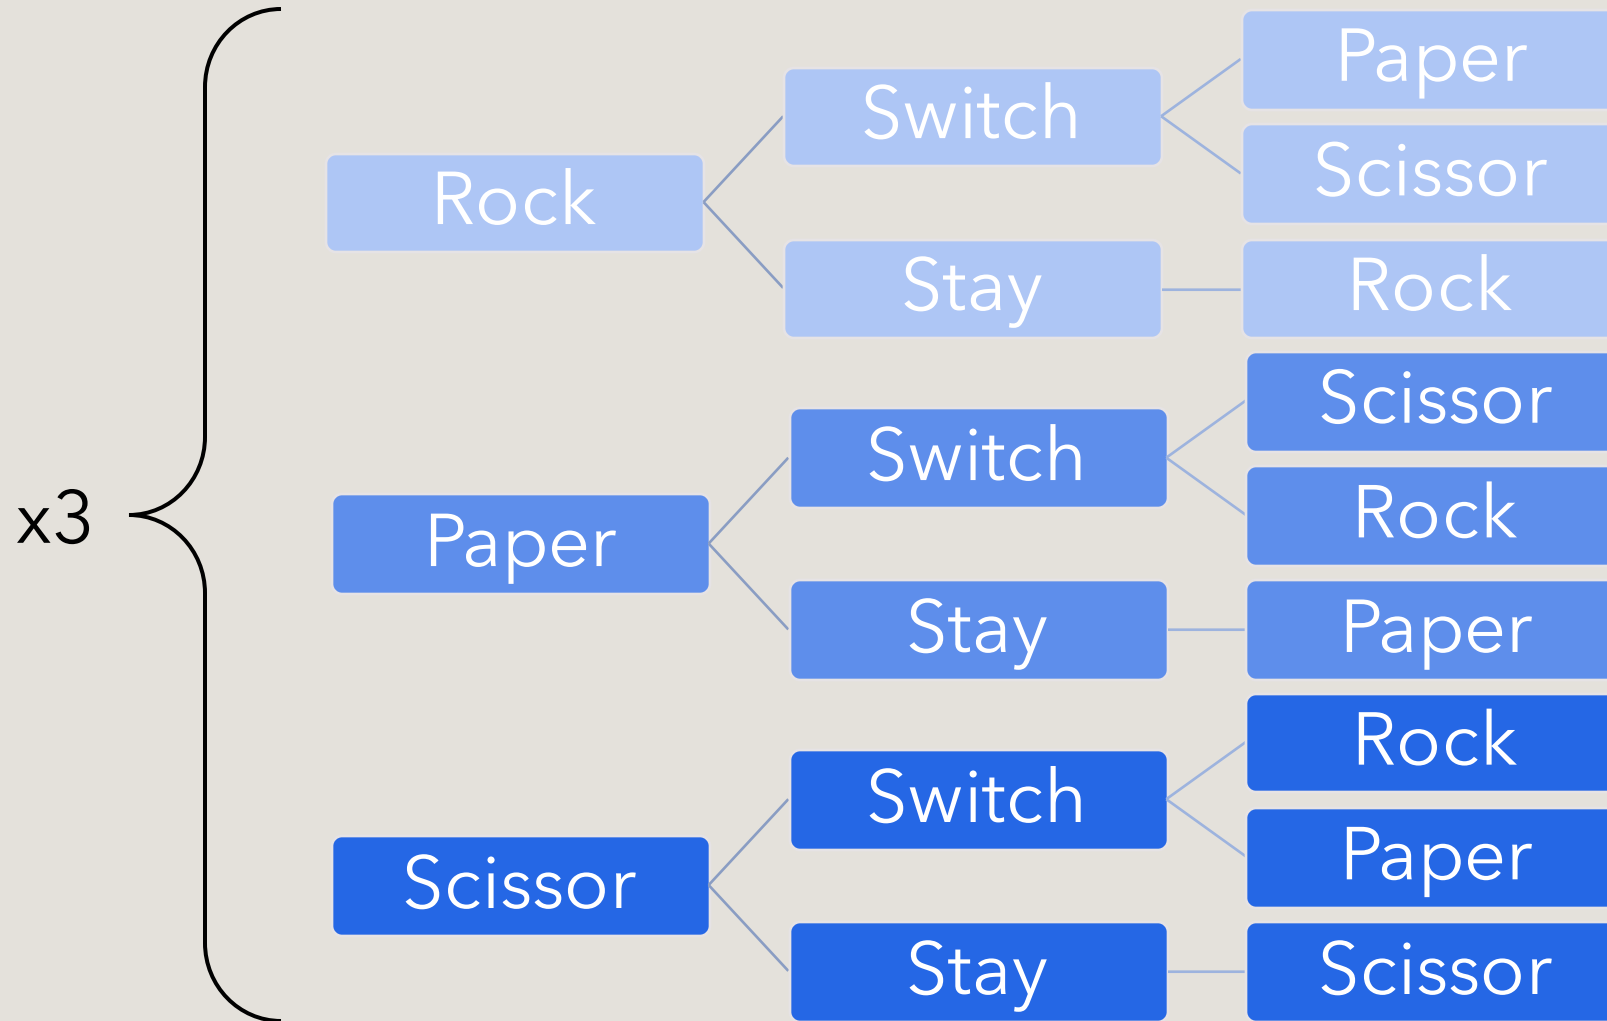 x3
Rock
Switch
Paper
Scissor
Stay
Rock
Paper
Switch
Scissor
Rock
Stay
Paper
Scissor
Switch
Rock
Paper
Stay
Scissor